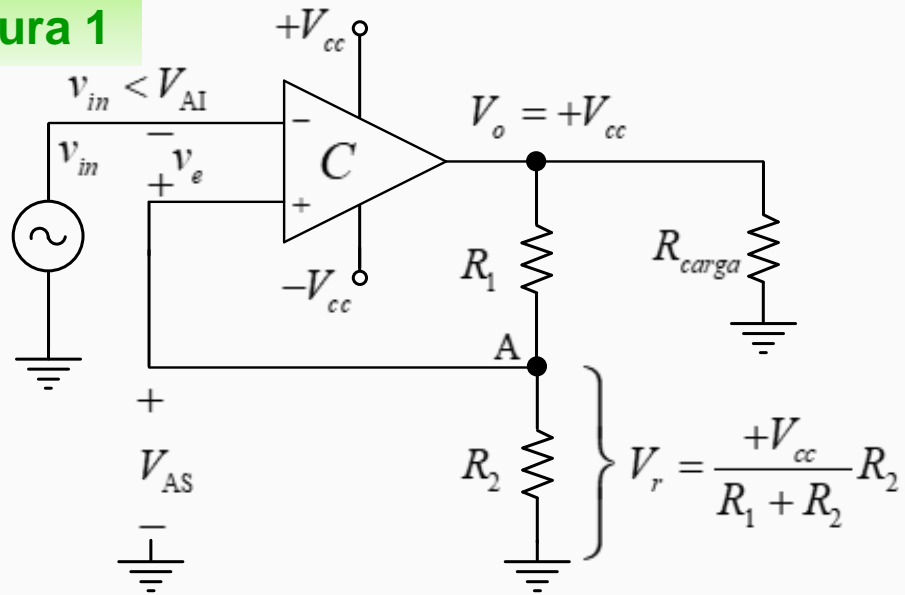 ura 1
+Vcc
vin < VAI
vin
−
ve
+
−
C
+
Vo = +Vcc
−Vcc
R1
Rcarga
A
+
VAS
−
R2
Vr = +Vcc / R1 + R2 R2